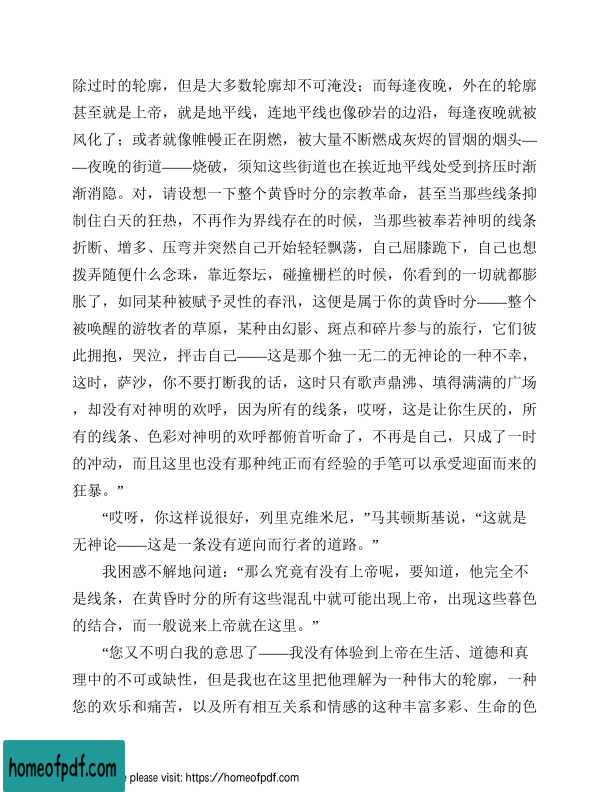 除过时的轮廓，但是大多数轮廓却不可淹没；而每逢夜晚，外在的轮廓
甚至就是上帝，就是地平线，连地平线也像砂岩的边沿，每逢夜晚就被
风化了；或者就像帷幔正在阴燃，被大量不断燃成灰烬的冒烟的烟头—
—夜晚的街道——烧破，须知这些街道也在挨近地平线处受到挤压时渐
渐消隐。对，请设想一下整个黄昏时分的宗教革命，甚至当那些线条抑
制住白天的狂热，不再作为界线存在的时候，当那些被奉若神明的线条
折断、增多、压弯并突然自己开始轻轻飘荡，自己屈膝跪下，自己也想
拨弄随便什么念珠，靠近祭坛，碰撞栅栏的时候，你看到的一切就都膨
胀了，如同某种被赋予灵性的春汛，这便是属于你的黄昏时分——整个
被唤醒的游牧者的草原，某种由幻影、斑点和碎片参与的旅行，它们彼
此拥抱，哭泣，抨击自己——这是那个独一无二的无神论的一种不幸，
这时，萨沙，你不要打断我的话，这时只有歌声鼎沸、填得满满的广场
，却没有对神明的欢呼，因为所有的线条，哎呀，这是让你生厌的，所
有的线条、色彩对神明的欢呼都俯首听命了，不再是自己，只成了一时
的冲动，而且这里也没有那种纯正而有经验的手笔可以承受迎面而来的
狂暴。”
“哎呀，你这样说很好，列里克维米尼，”马其顿斯基说，“这就是
无神论——这是一条没有逆向而行者的道路。”
我困惑不解地问道：“那么究竟有没有上帝呢，要知道，他完全不
是线条，在黄昏时分的所有这些混乱中就可能出现上帝，出现这些暮色
的结合，而一般说来上帝就在这里。”
“您又不明白我的意思了——我没有体验到上帝在生活、道德和真
理中的不可或缺性，但是我也在这里把他理解为一种伟大的轮廓，一种
您的欢乐和痛苦，以及所有相互关系和情感的这种丰富多彩、生命的色
homeofpdf.com
e please visit: https://homeofpdf.com